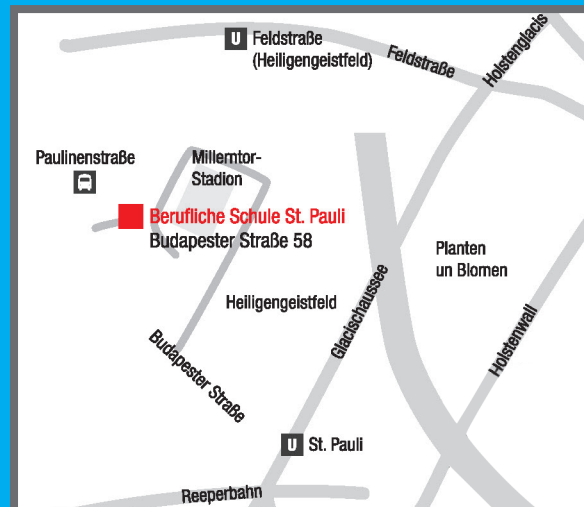 U Feldstraße
(Heiligengeistfeld)
Feldstraße
Holstenglacis
Paulinenstraße
Millerntor-
Stadion
Berufliche Schule St. Pauli
Budapester Straße 58
Planten
un Blomen
Heiligengeistfeld
Glacischaussee
Holstenwall
Budapester Straße
U St. Pauli
Reeperbahn